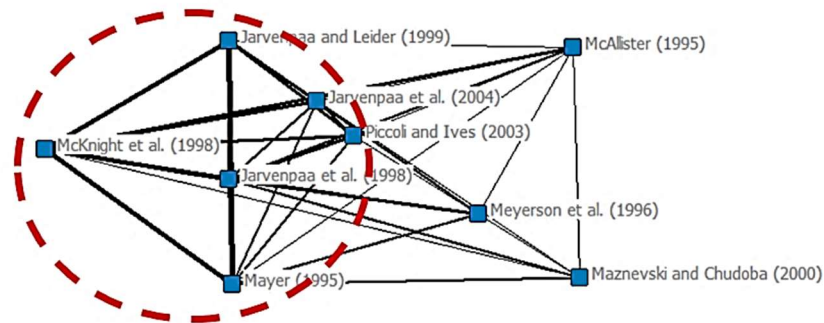 Jarvenpaa and Leider (1999)
McAllister (1995)
Jarvenpaa et al. (2004)
Piccoli and Ives (2003)
McKnight et al. (1998)
Jarvenpaa et al. (1998)
Meyerson et al. (1996)
Mayer (1995)
Maznevski and Chudoba (2000)